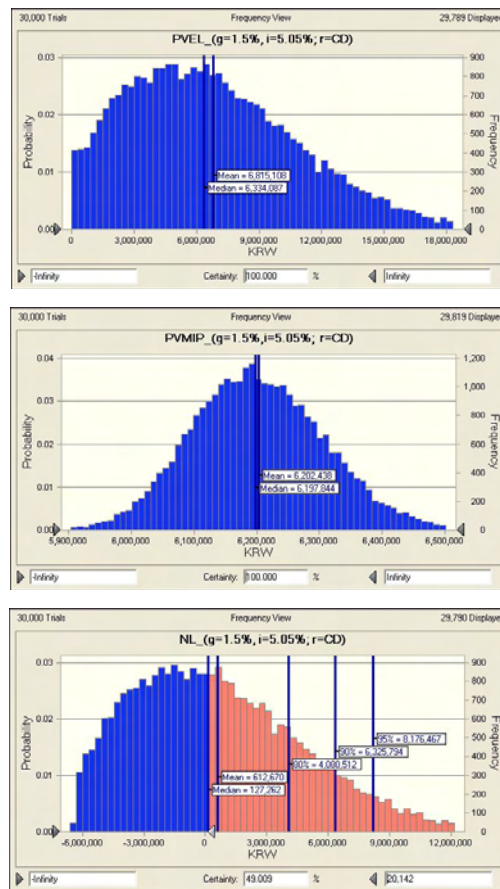 30,000 Trials Frequency View 29,789 Displaye
PVEL_(g=1.5%, i=5.05%; r=CD)
0.03 900
800
700
0.02 600
500
400
0.01 300
200
100
0.00 0
Probability
Frequency
Mean = 6,815,108
Median = 6,334,087
0 3,000,000 6,000,000 9,000,000 12,000,000 15,000,000 18,000,000
KRW
-Infinity Certainty: 100.000 % Infinity
30,000 Trials Frequency View 29,819 Displaye
PVMIP_(g=1.5%,i=5.05%; r=CD)
0.04 1,200
1,000
0.03
800
0.02 600
400
0.01
200
0.00 0
Probability
Frequency
Mean = 6,202,438
Median = 6,197,844
5,900,000 6,000,000 6,100,000 6,200,000 6,300,000 6,400,000 6,500,000
KRW
-Infinity Certainty: 100.000 % Infinity
30,000 Trials Frequency View 29,790 Displaye
NL_(g=1.5%, i=5.05%; r=CD)
0.03 900
800
700
0.02 600
500
400
0.01 300
200
100
0.00 0
Probability
Frequency
95% = 8,176,467
90% = 6,325,794
80% = 4,080,512
Mean = 612,670
Median = 127,262
-6,000,000 -3,000,000 0 3,000,000 6,000,000 9,000,000 12,000,000
KRW
-Infinity Certainty: 49.009 % 20,142